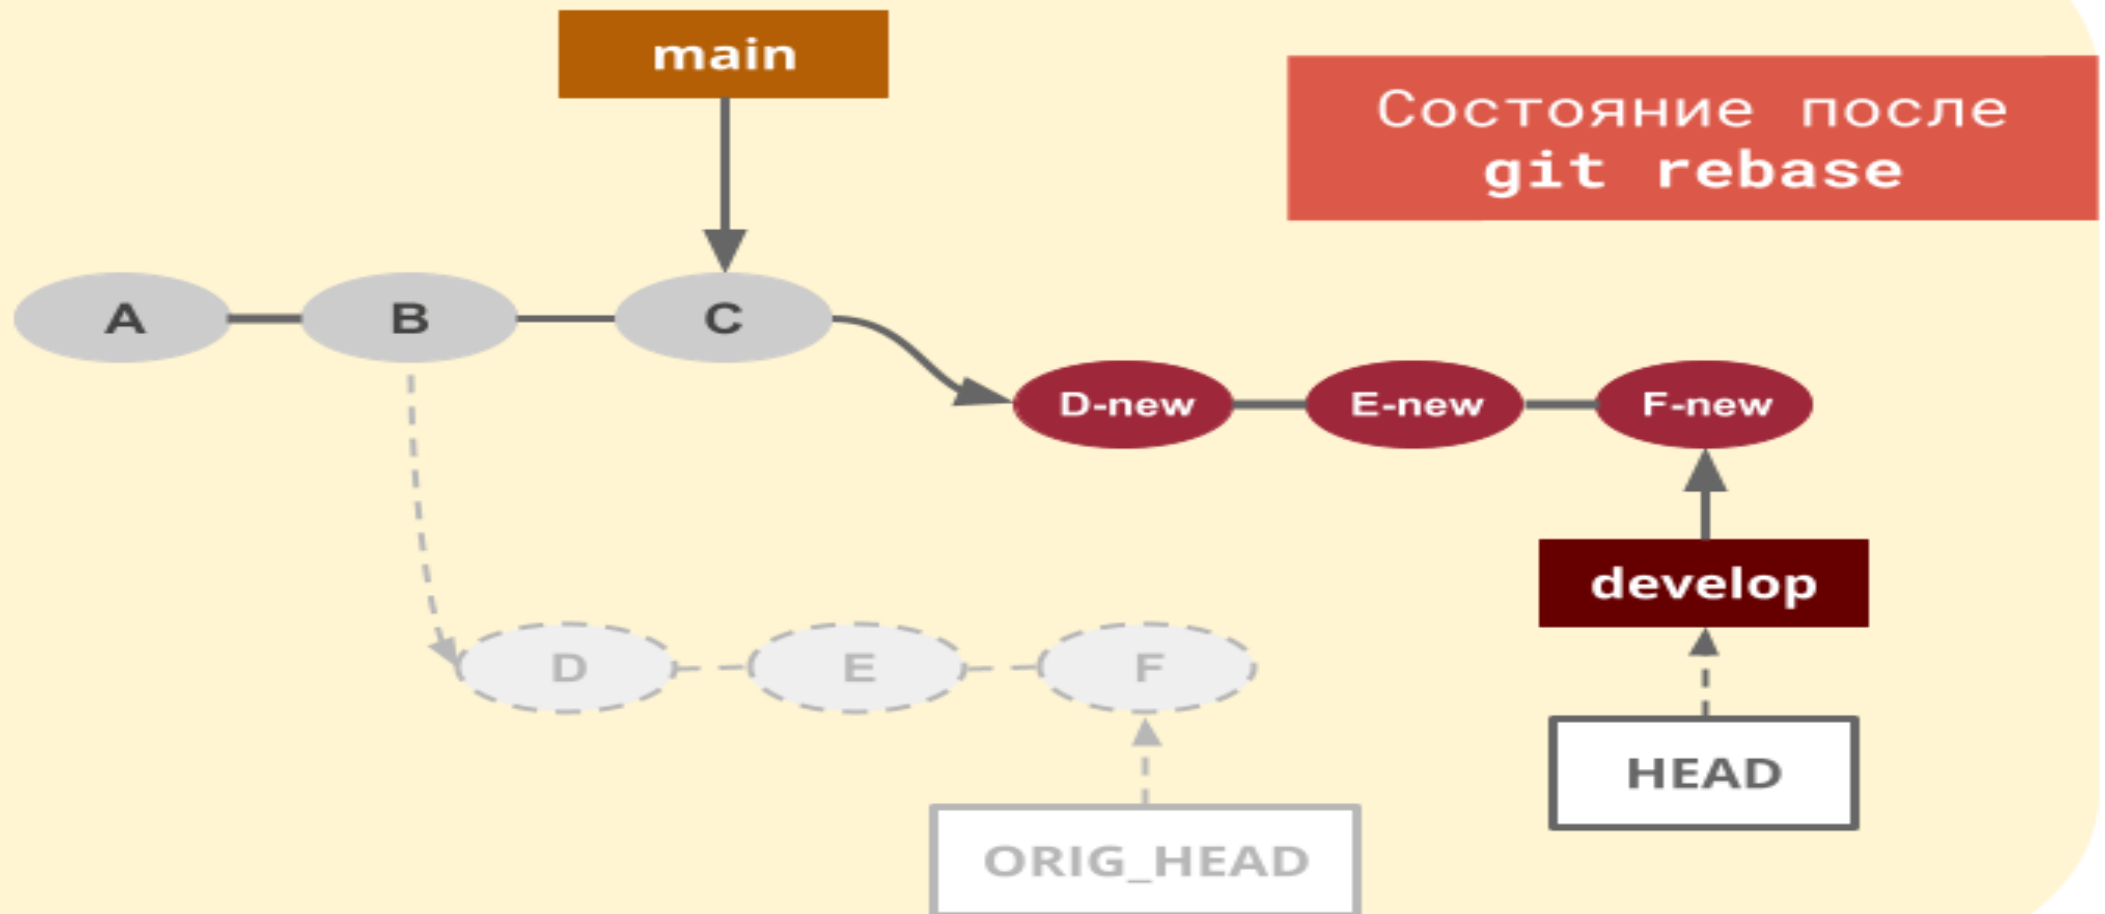 main
Состояние после
git rebase
A
B
C
D-new
E-new
F-new
develop
D
E
F
HEAD
ORIG_HEAD